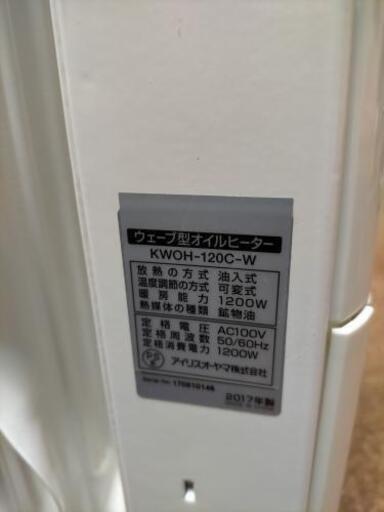 ウェーブ型オイルヒーター
KWOH-120C-W
放熱の方式 油入式
温度調節の方式 可変式
暖房能力 1200W
熱媒体の種類 鉱物油
定格電圧 AC100V
定格周波数 50/60Hz
定格消費電力 1200W
アイリスオーヤマ株式会社
2017年製